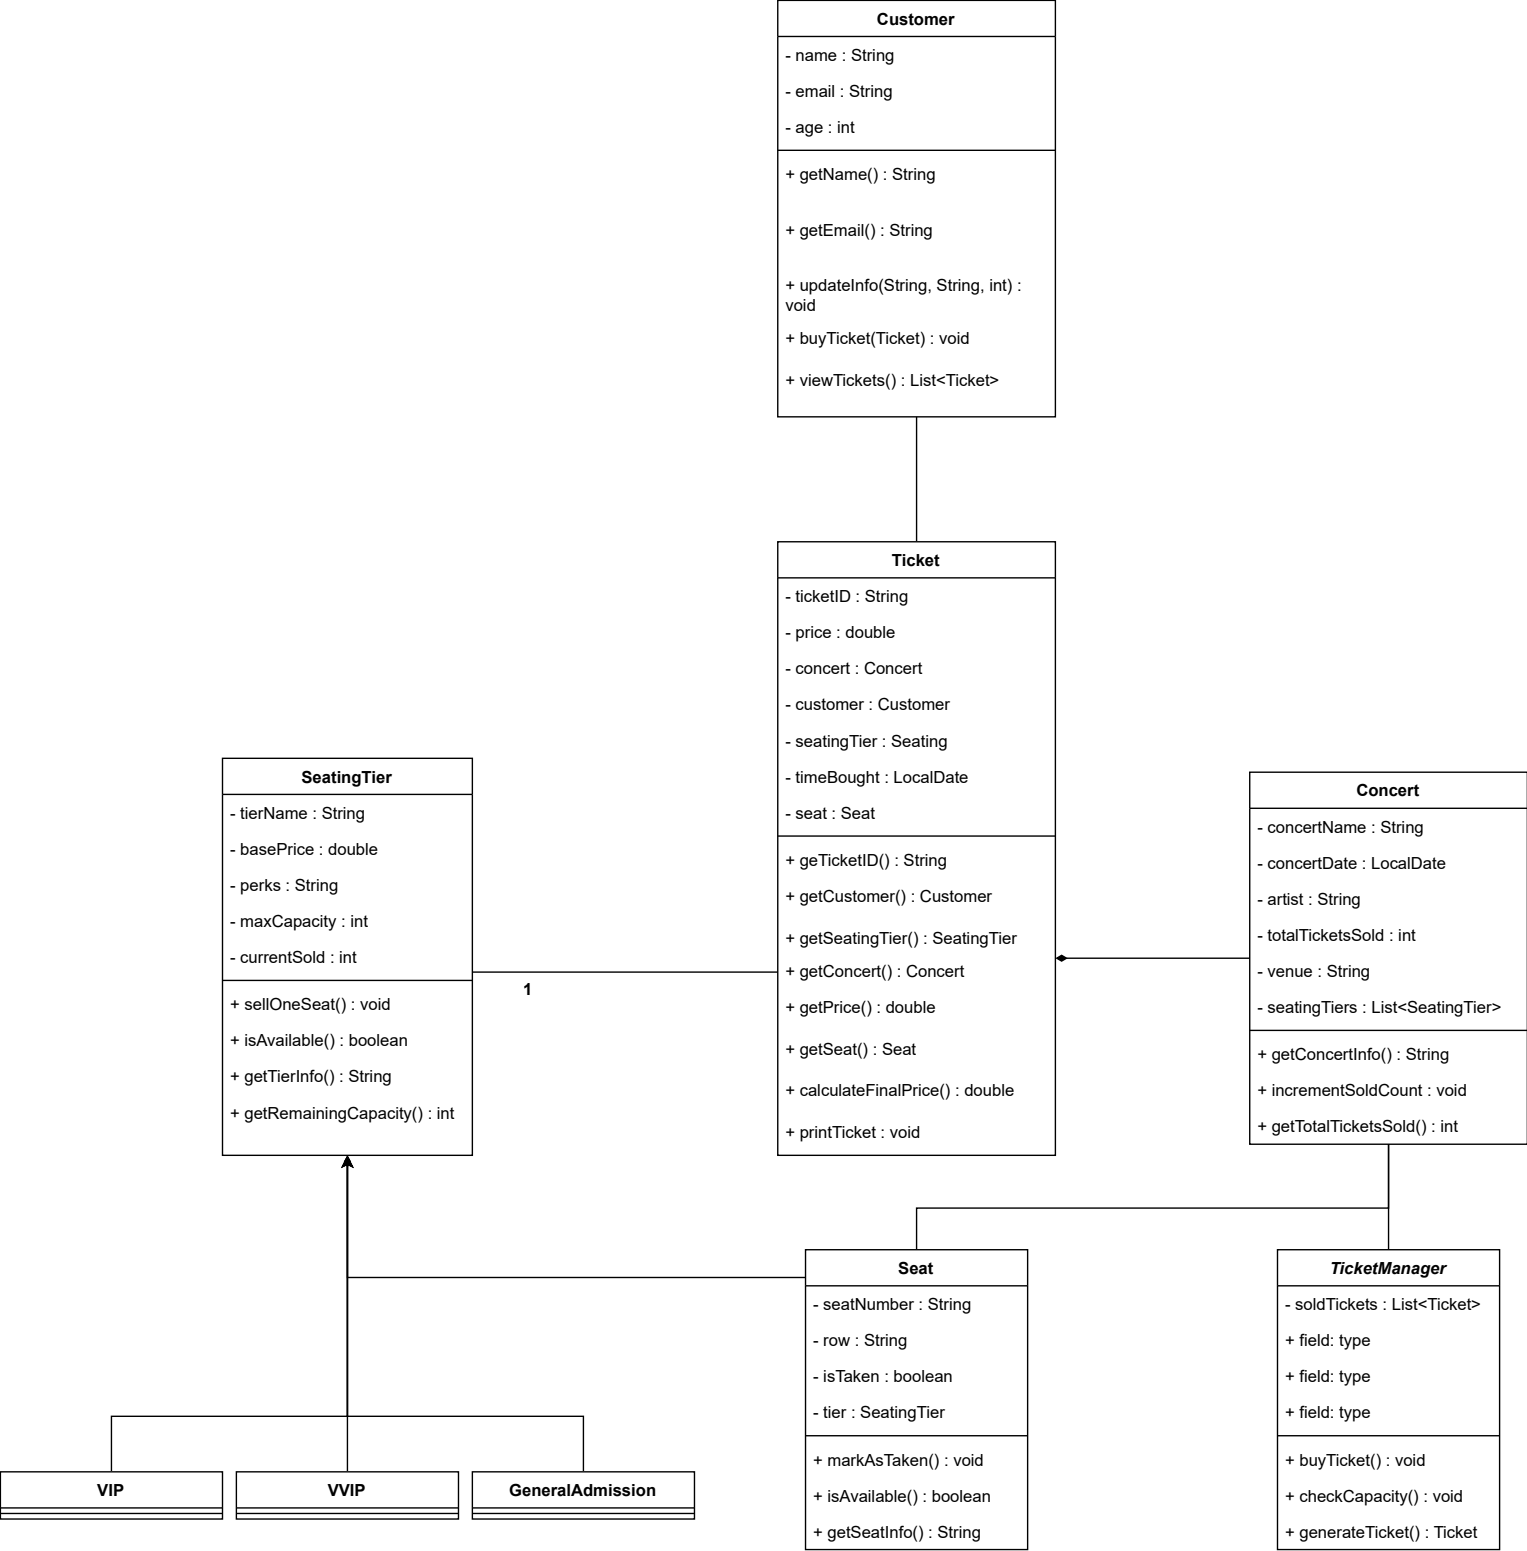 Customer
- name : String
- email : String
- age : int
+ getName() : String
+ getEmail() : String
+ updateInfo(String, String, int) :
void
+ buyTicket(Ticket) : void
+ viewTickets() : List<Ticket>
Ticket
- ticketID : String
- price : double
- concert : Concert
- customer : Customer
- seatingTier : Seating
- timeBought : LocalDate
- seat : Seat
+ geTicketID() : String
+ getCustomer() : Customer
+ getSeatingTier() : SeatingTier
+ getConcert() : Concert
+ getPrice() : double
+ getSeat() : Seat
+ calculateFinalPrice() : double
+ printTicket : void
SeatingTier
- tierName : String
- basePrice : double
- perks : String
- maxCapacity : int
- currentSold : int
+ sellOneSeat() : void
+ isAvailable() : boolean
+ getTierInfo() : String
+ getRemainingCapacity() : int
1
Concert
- concertName : String
- concertDate : LocalDate
- artist : String
- totalTicketsSold : int
- venue : String
- seatingTiers : List<SeatingTier>
+ getConcertInfo() : String
+ incrementSoldCount : void
+ getTotalTicketsSold() : int
Seat
- seatNumber : String
- row : String
- isTaken : boolean
- tier : SeatingTier
+ markAsTaken() : void
+ isAvailable() : boolean
+ getSeatInfo() : String
TicketManager
- soldTickets : List<Ticket>
+ field: type
+ field: type
+ field: type
+ buyTicket() : void
+ checkCapacity() : void
+ generateTicket() : Ticket
VIP
VVIP
GeneralAdmission